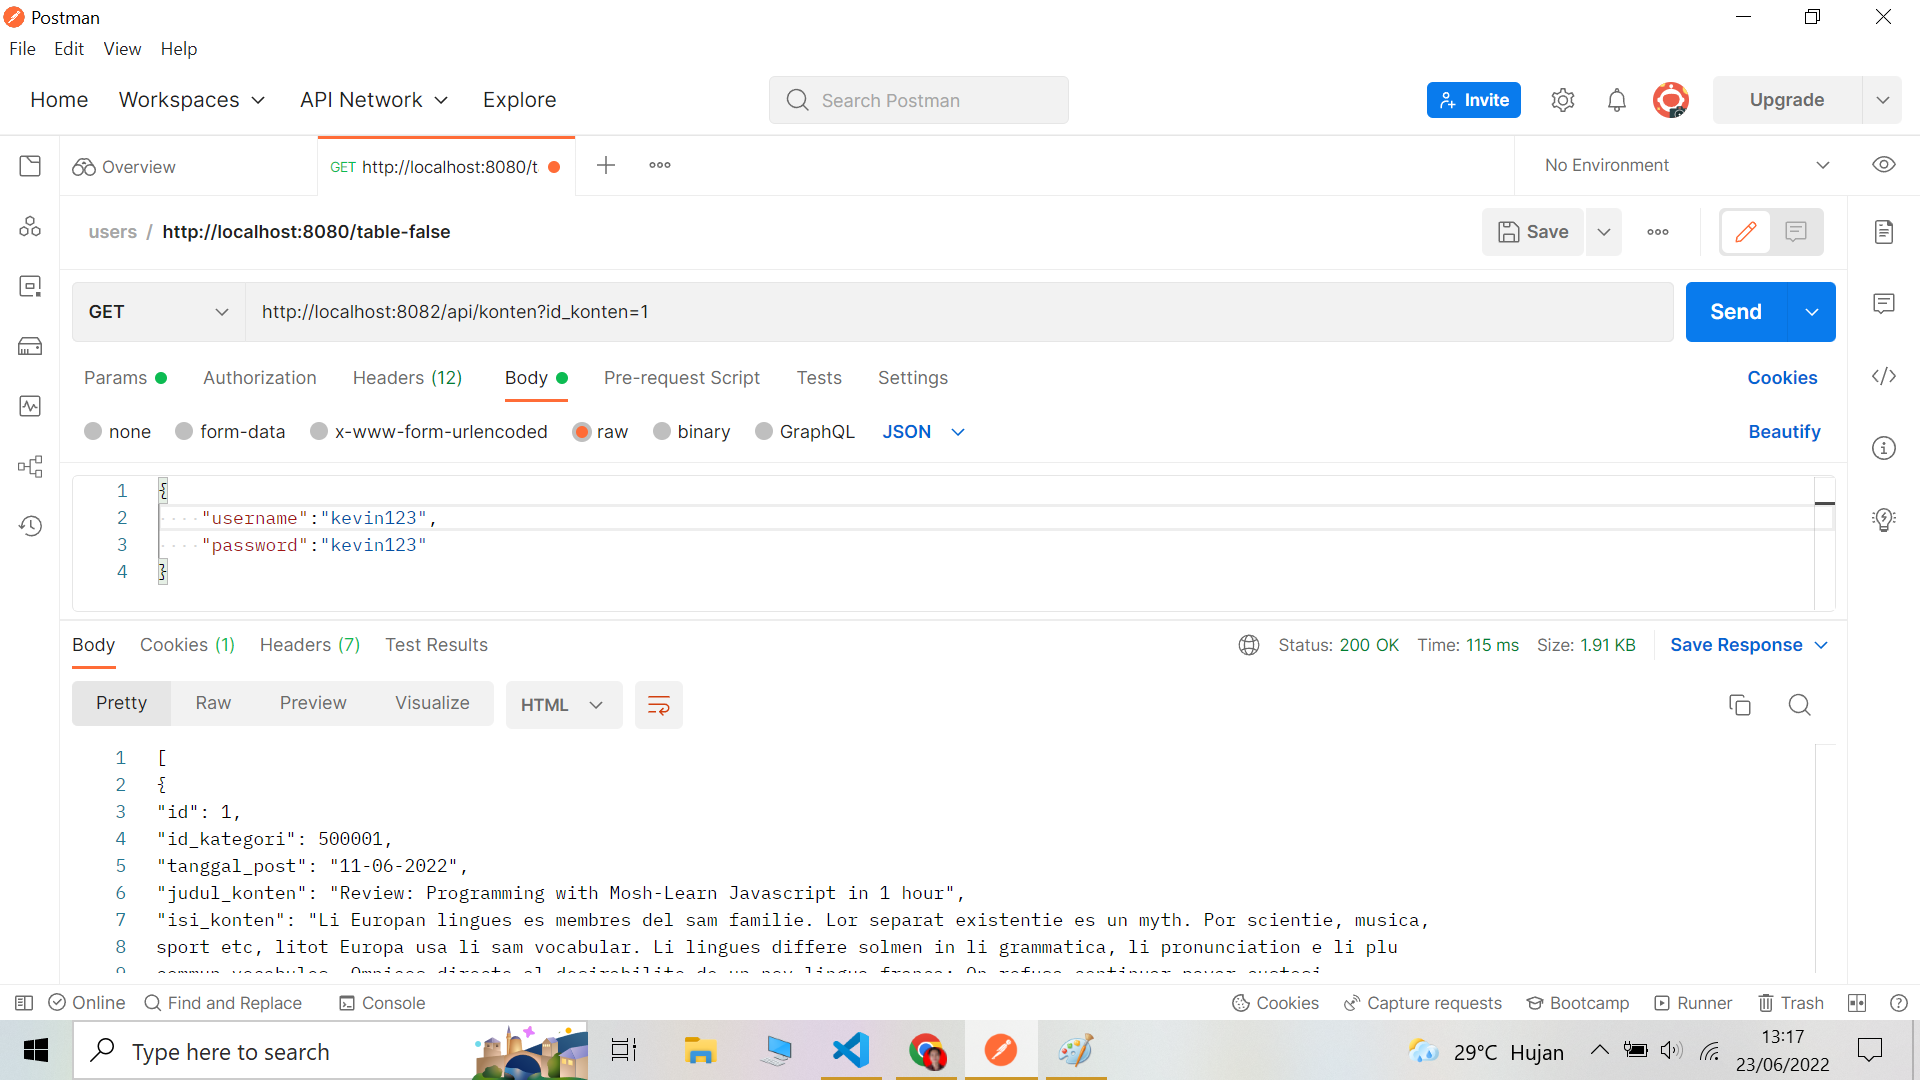 Postman
File Edit View Help
Home Workspaces API Network Explore Search Postman Invite Upgrade
Overview GET http://localhost:8080/t No Environment
users / http://localhost:8080/table-false Save
GET http://localhost:8082/api/konten?id_konten=1 Send
Params Authorization Headers (12) Body Pre-request Script Tests Settings Cookies
none form-data x-www-form-urlencoded raw binary GraphQL JSON Beautify
1 {
2 "username":"kevin123",
3 "password":"kevin123"
4 }
Body Cookies (1) Headers (7) Test Results Status: 200 OK Time: 115 ms Size: 1.91 KB Save Response
Pretty Raw Preview Visualize HTML
1 [
2 {
3 "id": 1,
4 "id_kategori": 500001,
5 "tanggal_post": "11-06-2022",
6 "judul_konten": "Review: Programming with Mosh-Learn Javascript in 1 hour",
7 "isi_konten": "Li Europan lingues es membres del sam familie. Lor separat existentie es un myth. Por scientie, musica,
8 sport etc, litot Europa usa li sam vocabular. Li lingues differe solmen in li grammatica, li pronunciation e li plu
Online Find and Replace Console Cookies Capture requests Bootcamp Runner Trash
Type here to search 29°C Hujan 13:17
23/06/2022